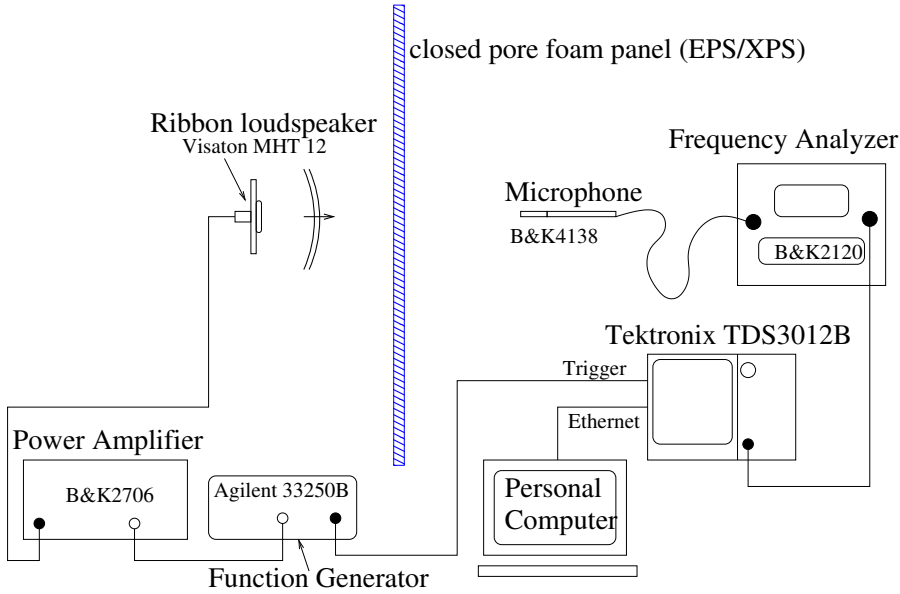 closed pore foam panel (EPS/XPS)
Ribbon loudspeaker
Visaton MHT 12
Frequency Analyzer
Microphone
B&K4138
B&K2120
Tektronix TDS3012B
Trigger
Ethernet
Power Amplifier
B&K2706
Agilent 33250B
Personal
Computer
Function Generator